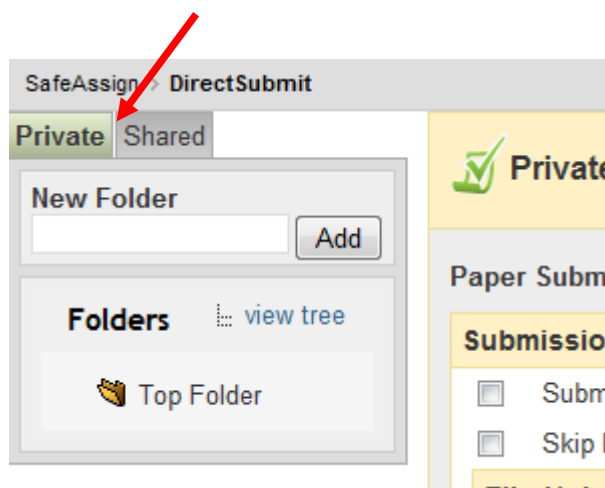 SafeAssign > DirectSubmit
Private Shared
New Folder
Add
Folders view tree
Top Folder
Private
Paper Subm
Submissio
Subm
Skip